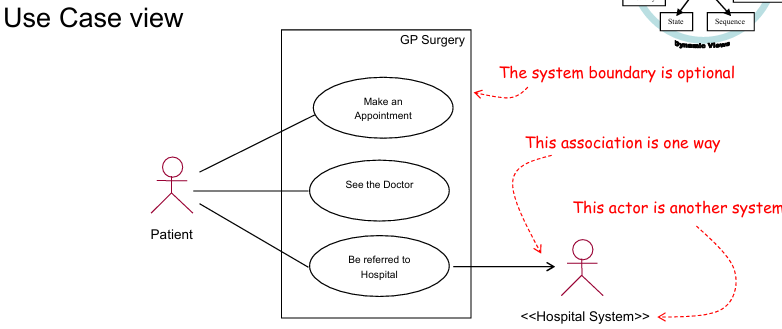 Use Case view
State
Sequence
Dynamic Views
GP Surgery
The system boundary is optional
Make an
Appointment
This association is one way
See the Doctor
This actor is another system
Patient
Be referred to
Hospital
<<Hospital System>>